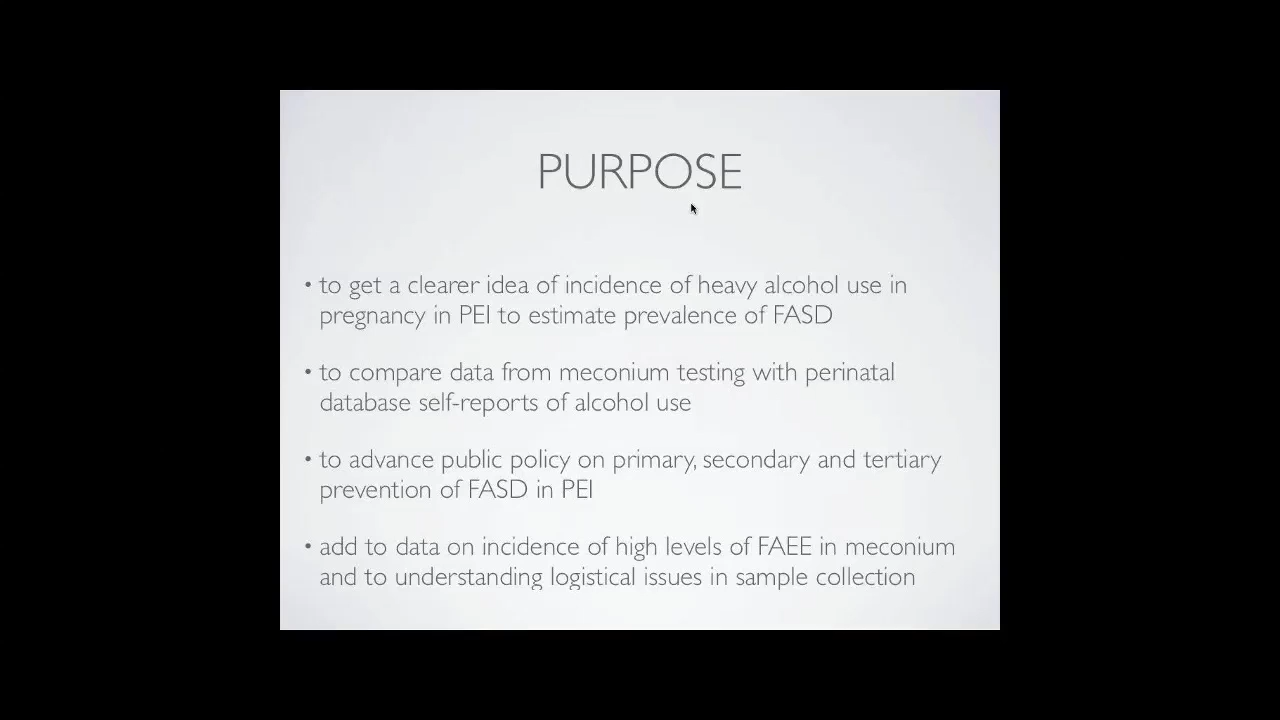 PURPOSE
• to get a clearer idea of incidence of heavy alcohol use in
pregnancy in PEI to estimate prevalence of FASD
• to compare data from meconium testing with perinatal
database self-reports of alcohol use
• to advance public policy on primary, secondary and tertiary
prevention of FASD in PEI
• add to data on incidence of high levels of FAEE in meconium
and to understanding logistical issues in sample collection